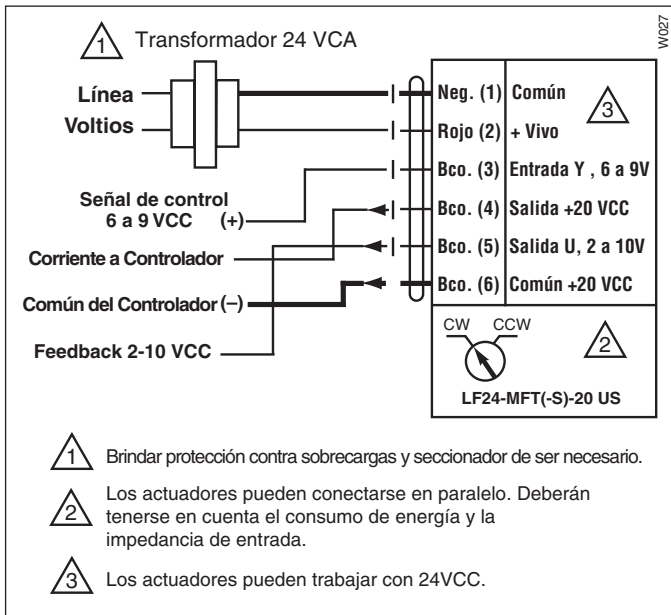 W027
1 Transformador 24 VCA
Línea
Voltios
Señal de control
6 a 9 VCC (+)
Corriente a Controlador
Común del Controlador (–)
Feedback 2-10 VCC
Neg. (1) Común
3
Rojo (2) + Vivo
Bco. (3) Entrada Y , 6 a 9V
Bco. (4) Salida +20 VCC
Bco. (5) Salida U, 2 a 10V
Bco. (6) Común +20 VCC
CW CCW
2
LF24-MFT(-S)-20 US
1 Brindar protección contra sobrecargas y seccionador de ser necesario.
2 Los actuadores pueden conectarse en paralelo. Deberán
tenerse en cuenta el consumo de energía y la
impedancia de entrada.
3 Los actuadores pueden trabajar con 24VCC.